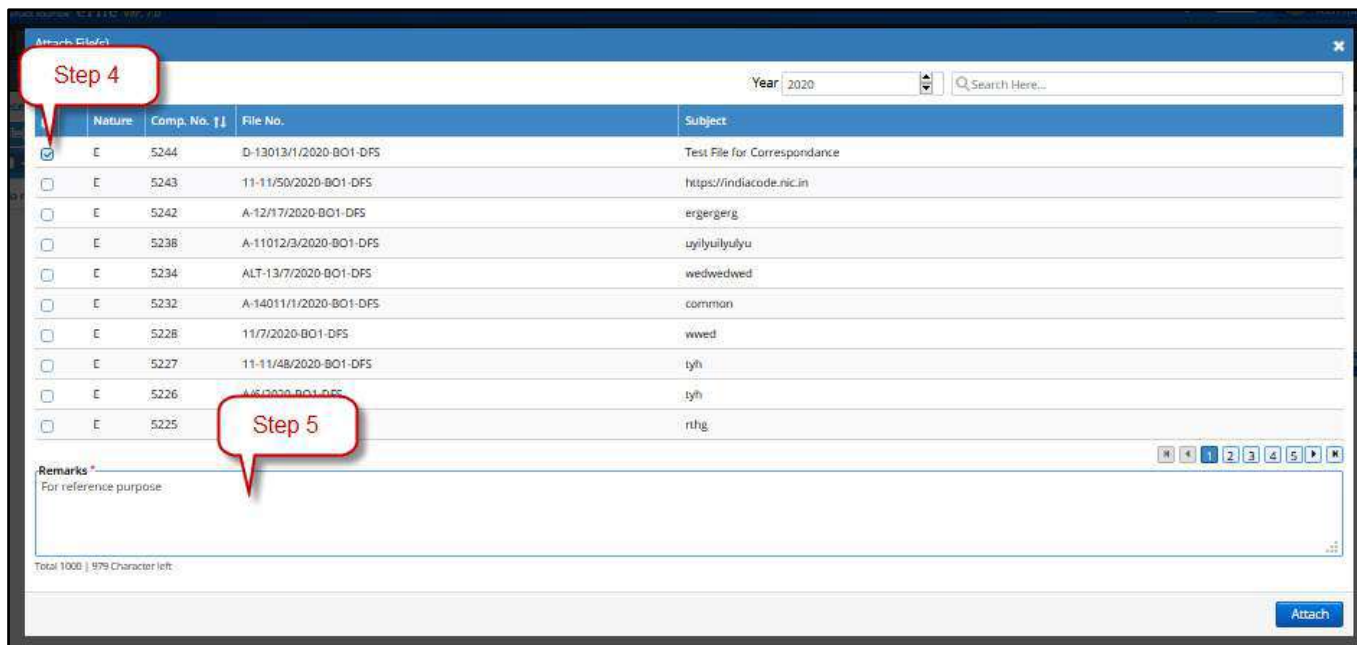 Attach File(s)
Step 4
Year 2020
Search Here...
Nature Comp. No. File No. Subject
E 5244 D-13013/1/2020-BO1-DFS Test File for Correspondance
E 5243 11-11/50/2020-BO1-DFS https://indiacode.nic.in
E 5242 A-12/17/2020-BO1-DFS ergergerg
E 5238 A-11012/3/2020-BO1-DFS uyilyuilyulyu
E 5234 ALT-13/7/2020-BO1-DFS wedwedwed
E 5232 A-14011/1/2020-BO1-DFS common
E 5228 11/7/2020-BO1-DFS wwed
E 5227 11-11/48/2020-BO1-DFS tyh
E 5226 A/6/2020-BO1-DFS tyh
E 5225 rthg
Step 5
1 2 3 4 5
Remarks *
For reference purpose
Total 1000 | 979 Character left
Attach